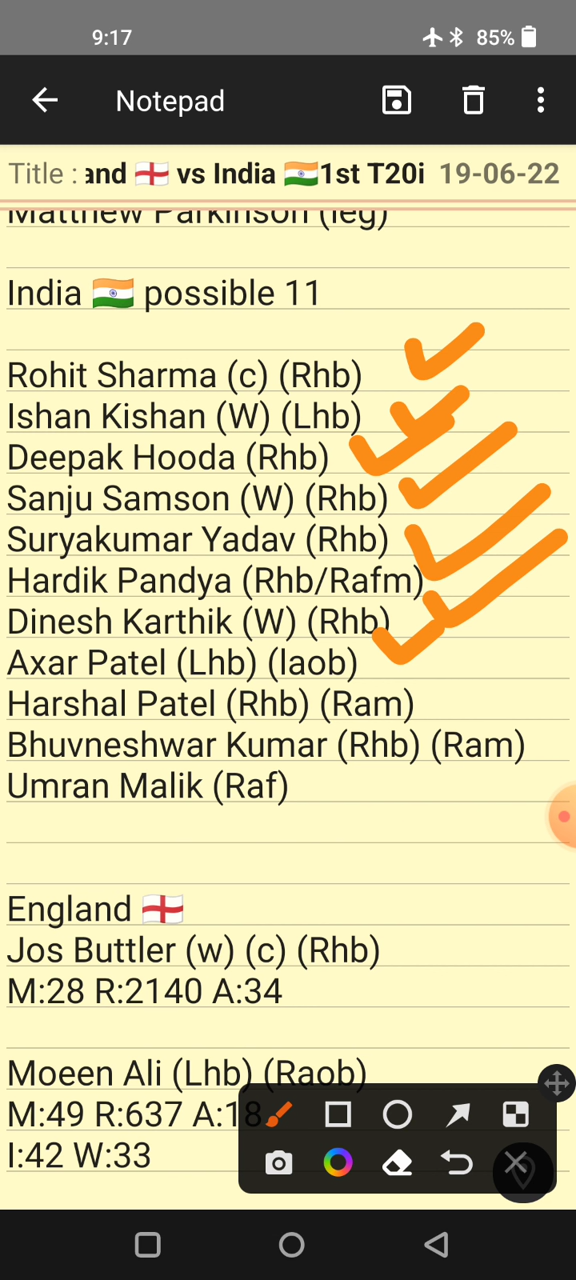 9:17 85%
Notepad
Title : and 🏴󠁧󠁢󠁥󠁮󠁧󠁿 vs India 🇮🇳1st T20i 19-06-22
Matthew Parkinson (leg)
India 🇮🇳 possible 11
Rohit Sharma (c) (Rhb)
Ishan Kishan (W) (Lhb)
Deepak Hooda (Rhb)
Sanju Samson (W) (Rhb)
Suryakumar Yadav (Rhb)
Hardik Pandya (Rhb/Rafm)
Dinesh Karthik (W) (Rhb)
Axar Patel (Lhb) (laob)
Harshal Patel (Rhb) (Ram)
Bhuvneshwar Kumar (Rhb) (Ram)
Umran Malik (Raf)
England 🏴󠁧󠁢󠁥󠁮󠁧󠁿
Jos Buttler (w) (c) (Rhb)
M:28 R:2140 A:34
Moeen Ali (Lhb) (Raob)
M:49 R:637 A:18
I:42 W:33